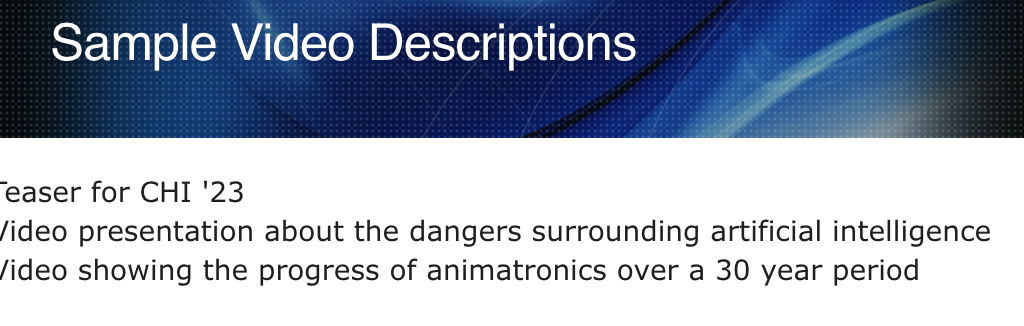 Sample Video Descriptions
Teaser for CHI '23
Video presentation about the dangers surrounding artificial intelligence
Video showing the progress of animatronics over a 30 year period